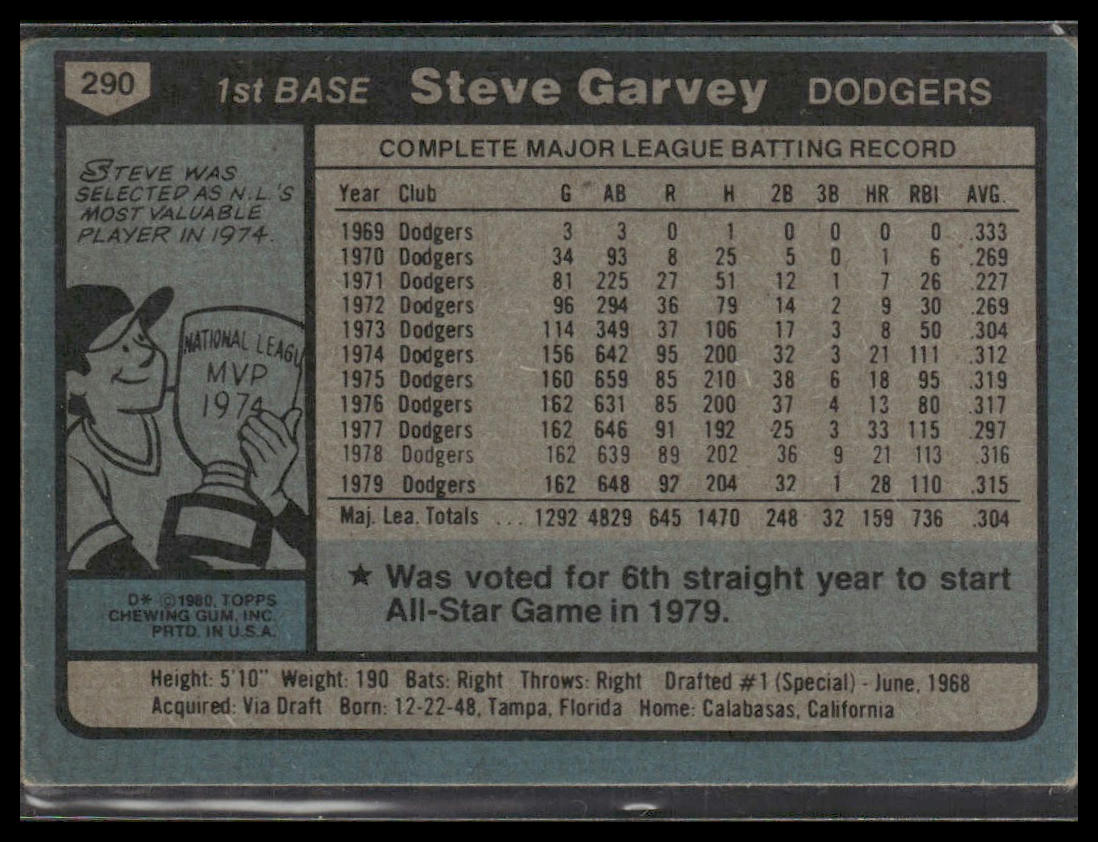 290 1st BASE Steve Garvey DODGERS
STEVE WAS
SELECTED AS N.L.'S
MOST VALUABLE
PLAYER IN 1974.
NATIONAL LEAGU
MVP
1974
D* ©1980, TOPPS
CHEWING GUM, INC.
PRTD. IN U.S.A.
COMPLETE MAJOR LEAGUE BATTING RECORD
Year Club G AB R H 2B 3B HR RBI AVG.
1969 Dodgers 3 3 0 1 0 0 0 0 .333
1970 Dodgers 34 93 8 25 5 0 1 6 .269
1971 Dodgers 81 225 27 51 12 1 7 26 .227
1972 Dodgers 96 294 36 79 14 2 9 30 .269
1973 Dodgers 114 349 37 106 17 3 8 50 .304
1974 Dodgers 156 642 95 200 32 3 21 111 .312
1975 Dodgers 160 659 85 210 38 6 18 95 .319
1976 Dodgers 162 631 85 200 37 4 13 80 .317
1977 Dodgers 162 646 91 192 25 3 33 115 .297
1978 Dodgers 162 639 89 202 36 9 21 113 .316
1979 Dodgers 162 648 92 204 32 1 28 110 .315
Maj. Lea. Totals ... 1292 4829 645 1470 248 32 159 736 .304
★ Was voted for 6th straight year to start
All-Star Game in 1979.
Height: 5'10" Weight: 190 Bats: Right Throws: Right Drafted #1 (Special) - June, 1968
Acquired: Via Draft Born: 12-22-48, Tampa, Florida Home: Calabasas, California